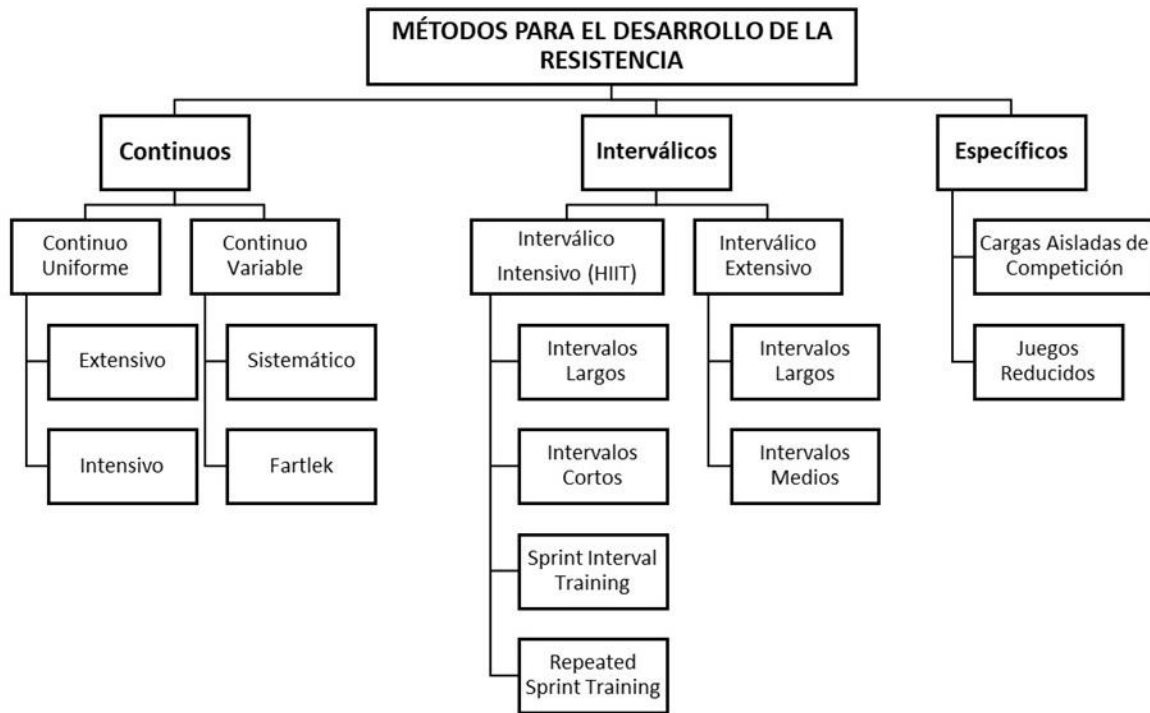 MÉTODOS PARA EL DESARROLLO DE LA
RESISTENCIA
Continuos
Interválicos
Específicos
Continuo
Uniforme
Continuo
Variable
Interválico
Intensivo (HIIT)
Interválico
Extensivo
Cargas Aisladas de
Competición
Extensivo
Sistemático
Intervalos
Largos
Intervalos
Largos
Juegos
Reducidos
Intensivo
Fartlek
Intervalos
Cortos
Intervalos
Medios
Sprint Interval
Training
Repeated
Sprint Training